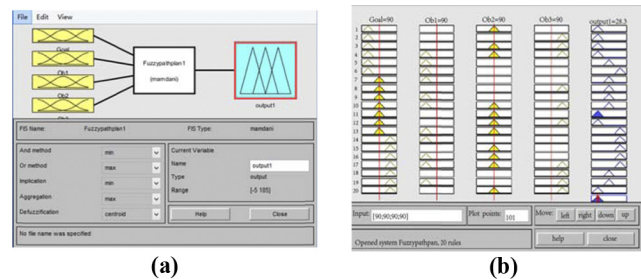 File Edit View
Goal
Ob1
Ob2
Fuzzypathplan1
(mamdani)
output1
FIS Name: Fuzzypathplan1 FIS Type: mamdani
And method min
Or method max
Implication min
Aggregation max
Defuzzification centroid
Current Variable
Name output1
Type output
Range [-5 185]
Help Close
No file name was specified
(a)
Goal=90 Ob1=90 Ob2=90 Ob3=90 output1=28.3
1
2
3
4
5
6
7
8
9
10
11
12
13
14
15
16
17
18
19
20
Input: [90;90;90;90] Plot points: 101 Move: left right down up
Opened system Fuzzypathpan, 20 rules help close
(b)